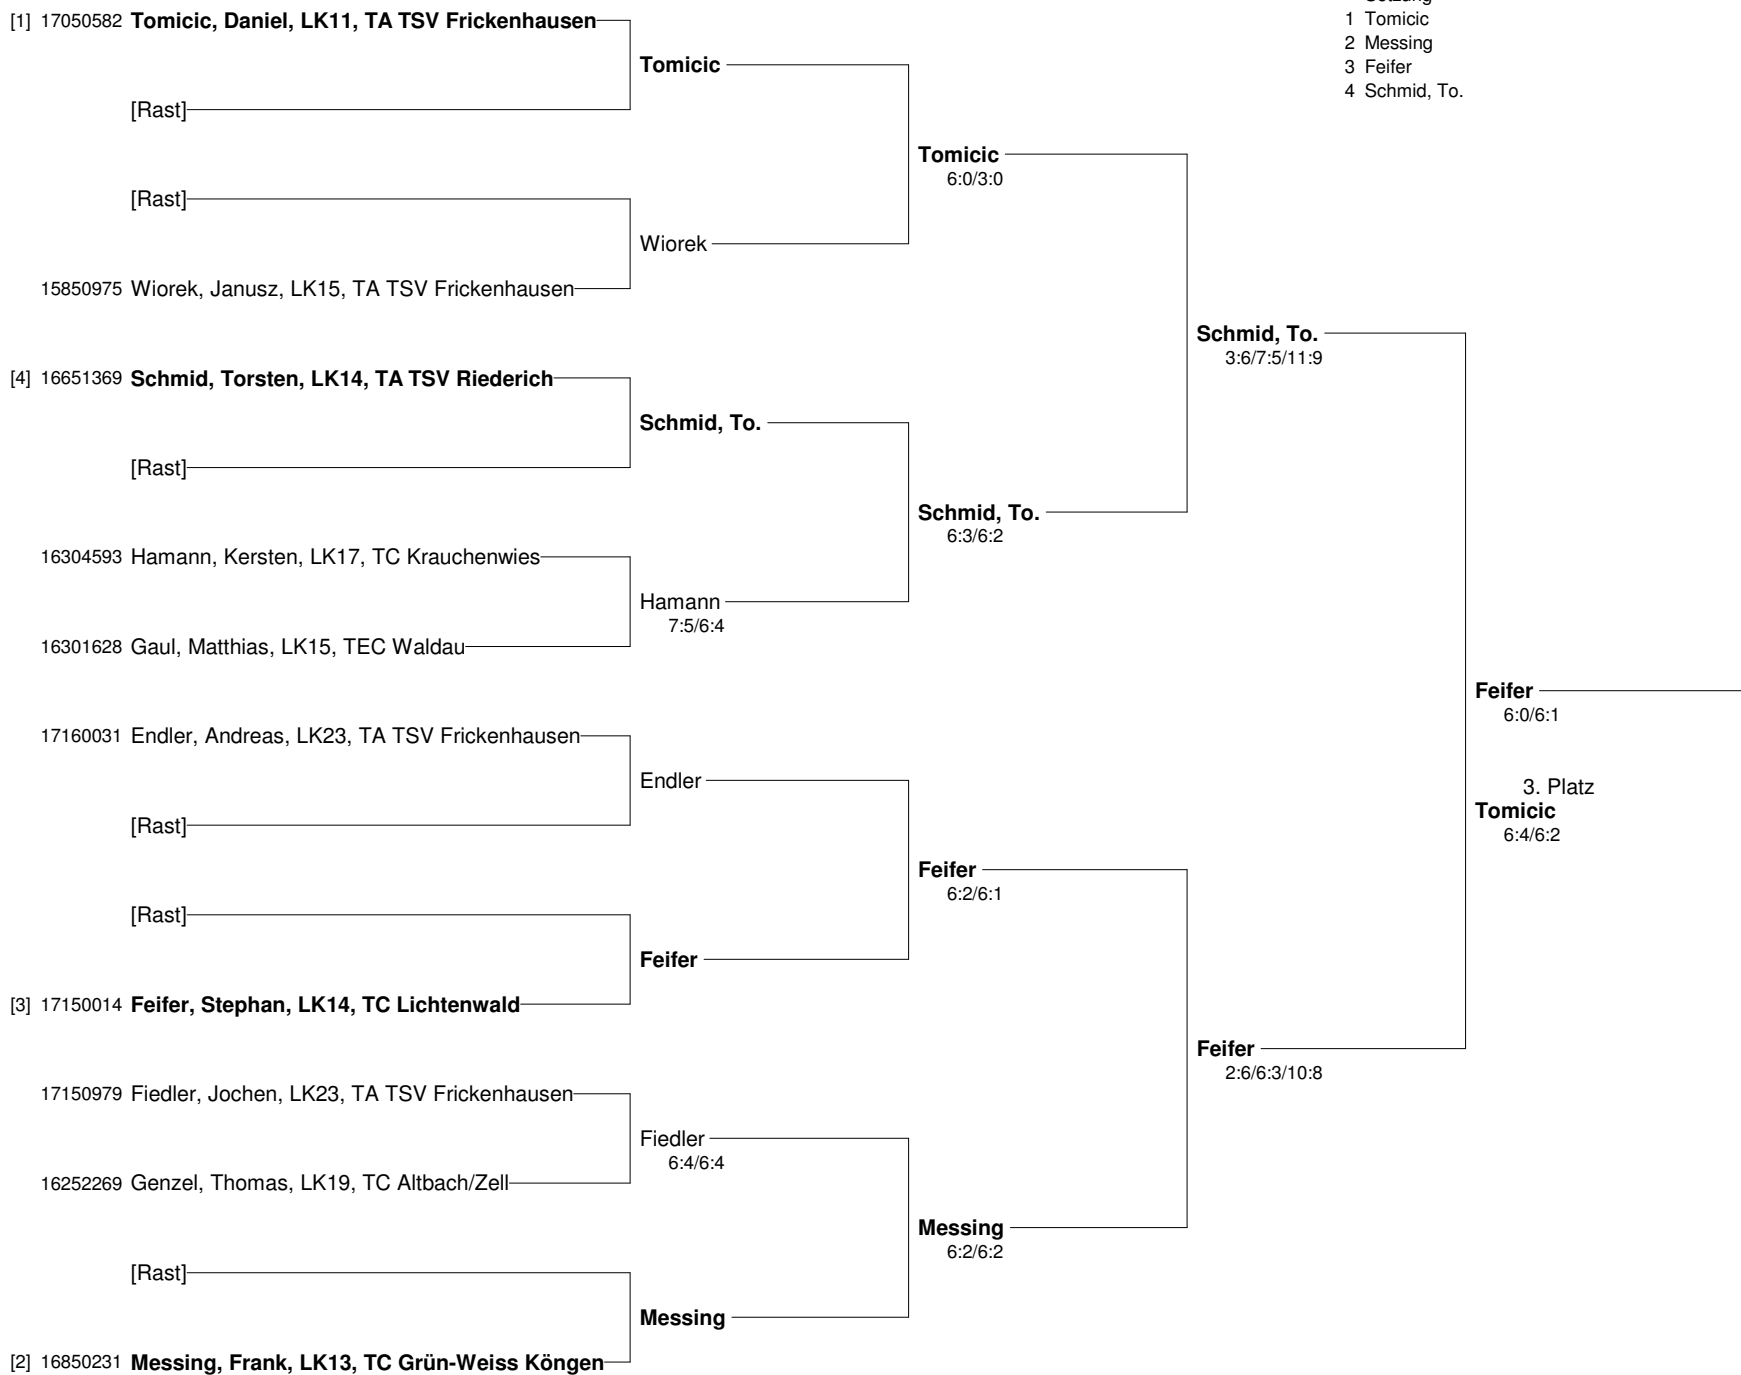 Setzung
1 Tomicic
2 Messing
3 Feifer
4 Schmid, To.
[1] 17050582 Tomicic, Daniel, LK11, TA TSV Frickenhausen
Tomicic
[Rast]
Tomicic
6:0/3:0
[Rast]
Wiorek
15850975 Wiorek, Janusz, LK15, TA TSV Frickenhausen
Schmid, To.
3:6/7:5/11:9
[4] 16651369 Schmid, Torsten, LK14, TA TSV Riederich
Schmid, To.
[Rast]
Schmid, To.
6:3/6:2
16304593 Hamann, Kersten, LK17, TC Krauchenwies
Hamann
7:5/6:4
16301628 Gaul, Matthias, LK15, TEC Waldau
Feifer
6:0/6:1
17160031 Endler, Andreas, LK23, TA TSV Frickenhausen
Endler
3. Platz
Tomicic
6:4/6:2
[Rast]
Feifer
6:2/6:1
[Rast]
Feifer
[3] 17150014 Feifer, Stephan, LK14, TC Lichtenwald
Feifer
2:6/6:3/10:8
17150979 Fiedler, Jochen, LK23, TA TSV Frickenhausen
Fiedler
6:4/6:4
16252269 Genzel, Thomas, LK19, TC Altbach/Zell
Messing
6:2/6:2
[Rast]
Messing
[2] 16850231 Messing, Frank, LK13, TC Grün-Weiss Köngen